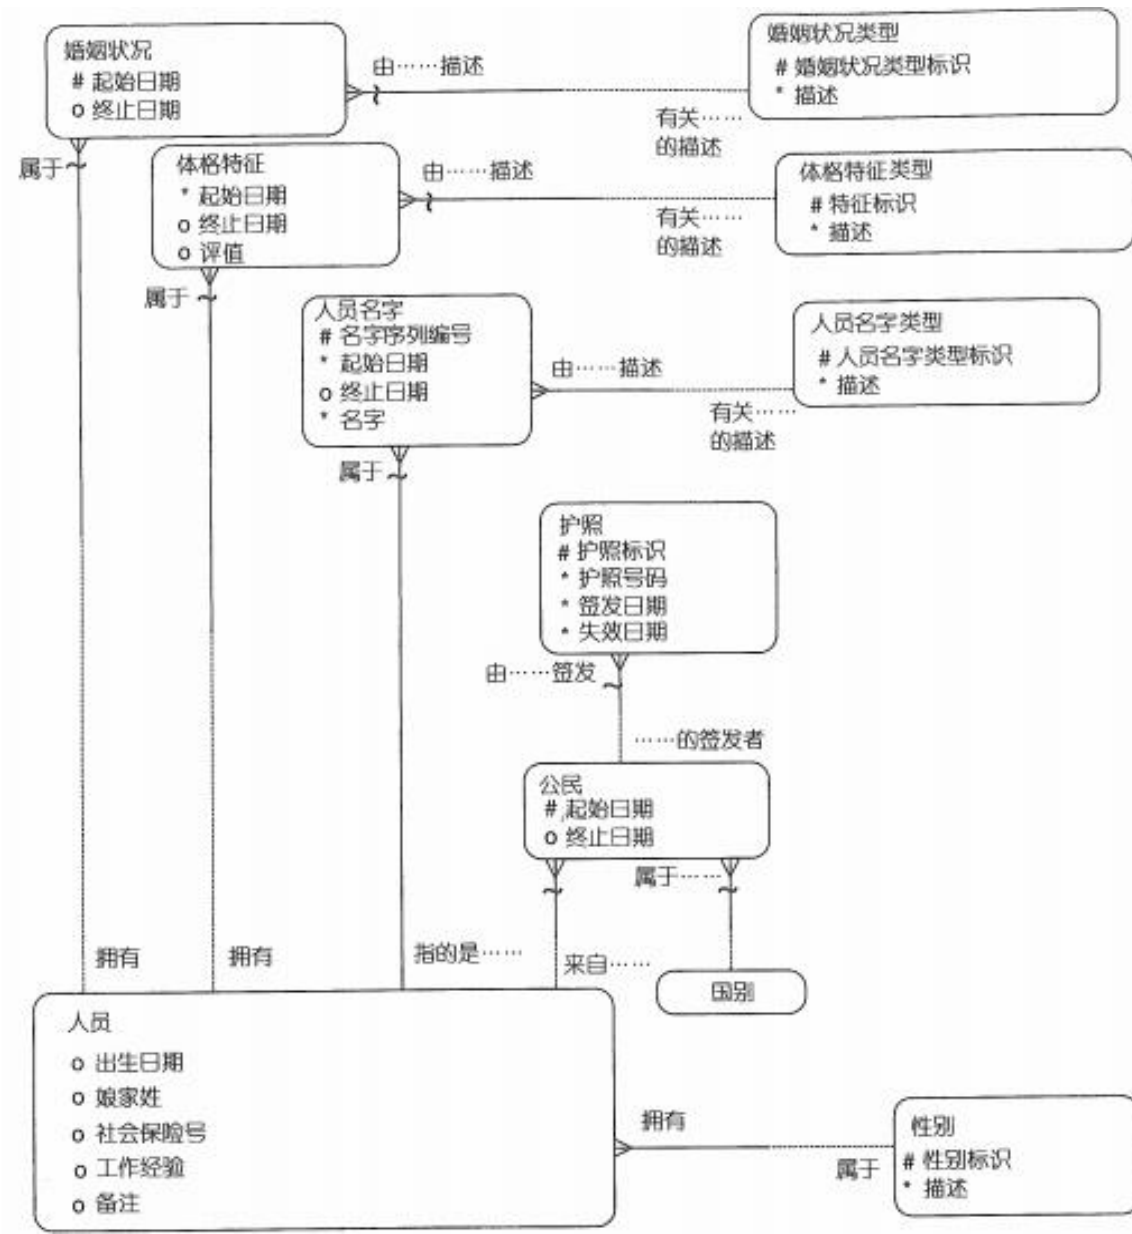 婚姻状况
# 起始日期
o 终止日期
由……描述
有关……
的描述
婚姻状况类型
# 婚姻状况类型标识
* 描述
属于
体格特征
* 起始日期
o 终止日期
o 评值
由……描述
有关……
的描述
体格特征类型
# 特征标识
* 描述
属于
人员名字
# 名字序列编号
* 起始日期
o 终止日期
* 名字
由……描述
有关……
的描述
人员名字类型
# 人员名字类型标识
* 描述
属于
护照
# 护照标识
* 护照号码
* 签发日期
* 失效日期
由……签发
……的签发者
公民
# 起始日期
o 终止日期
属于……
拥有
拥有
指的是……
来自……
国别
人员
o 出生日期
o 娘家姓
o 社会保险号
o 工作经验
o 备注
拥有
属于
性别
# 性别标识
* 描述